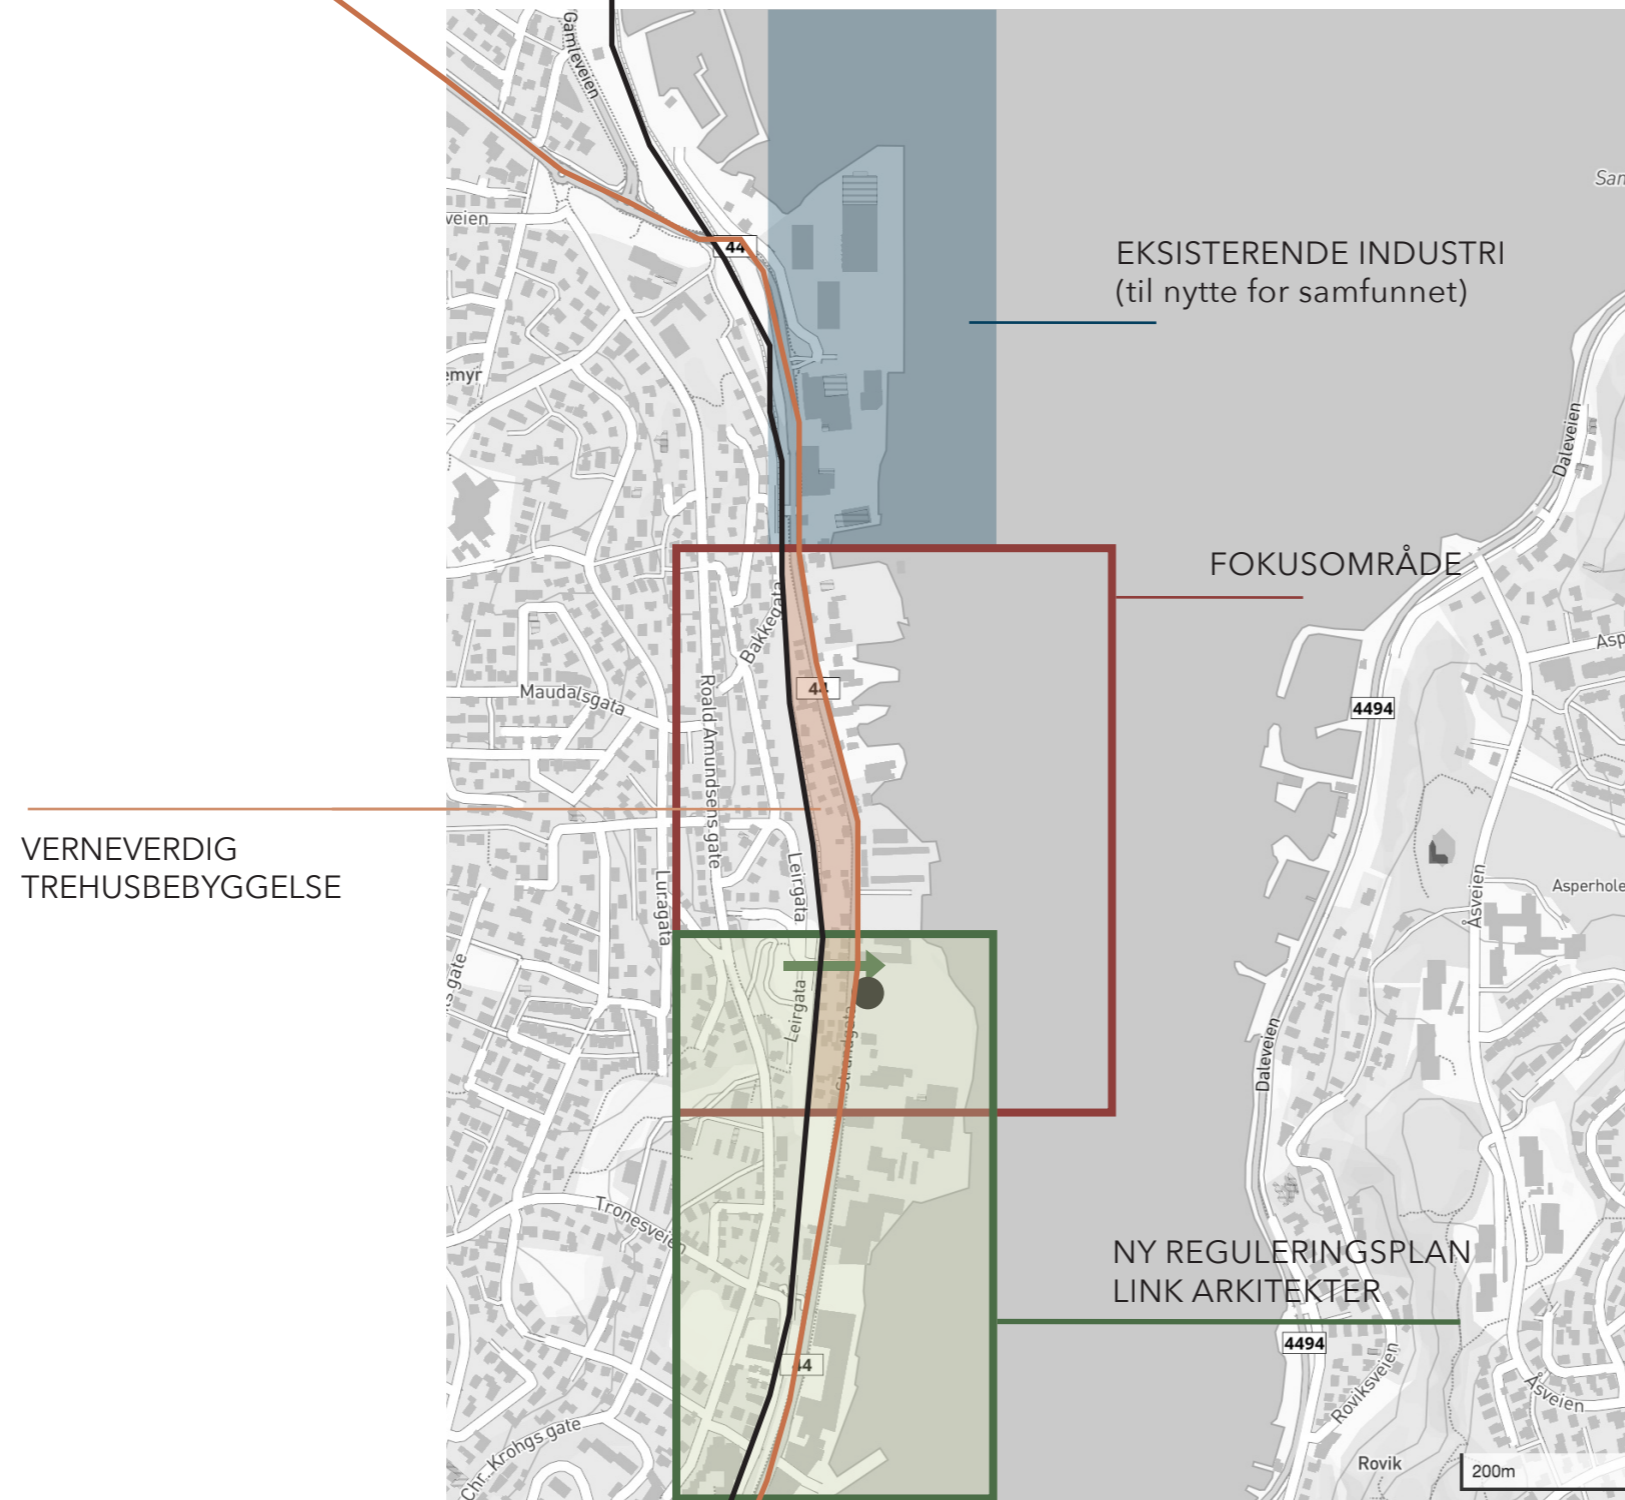 Gamleveien
San
veien
44
EKSISTERENDE INDUSTRI
(til nytte for samfunnet)
emyr
Daleveien
FOKUSOMRÅDE
Bakkegata
Asp
Maudalsgata
44
Roald Amundsens gate
4494
VERNEVERDIG
TREHUSBEBYGGELSE
Leirgata
Luragata
Åsveien
Asperhole
s gate
Leirgata
Strandgata
Daleveien
Tronesveien
NY REGULERINGSPLAN
LINK ARKITEKTER
4494
44
Roviksveien
Åsveien
Chr. Krohgs gate
Rovik
200m